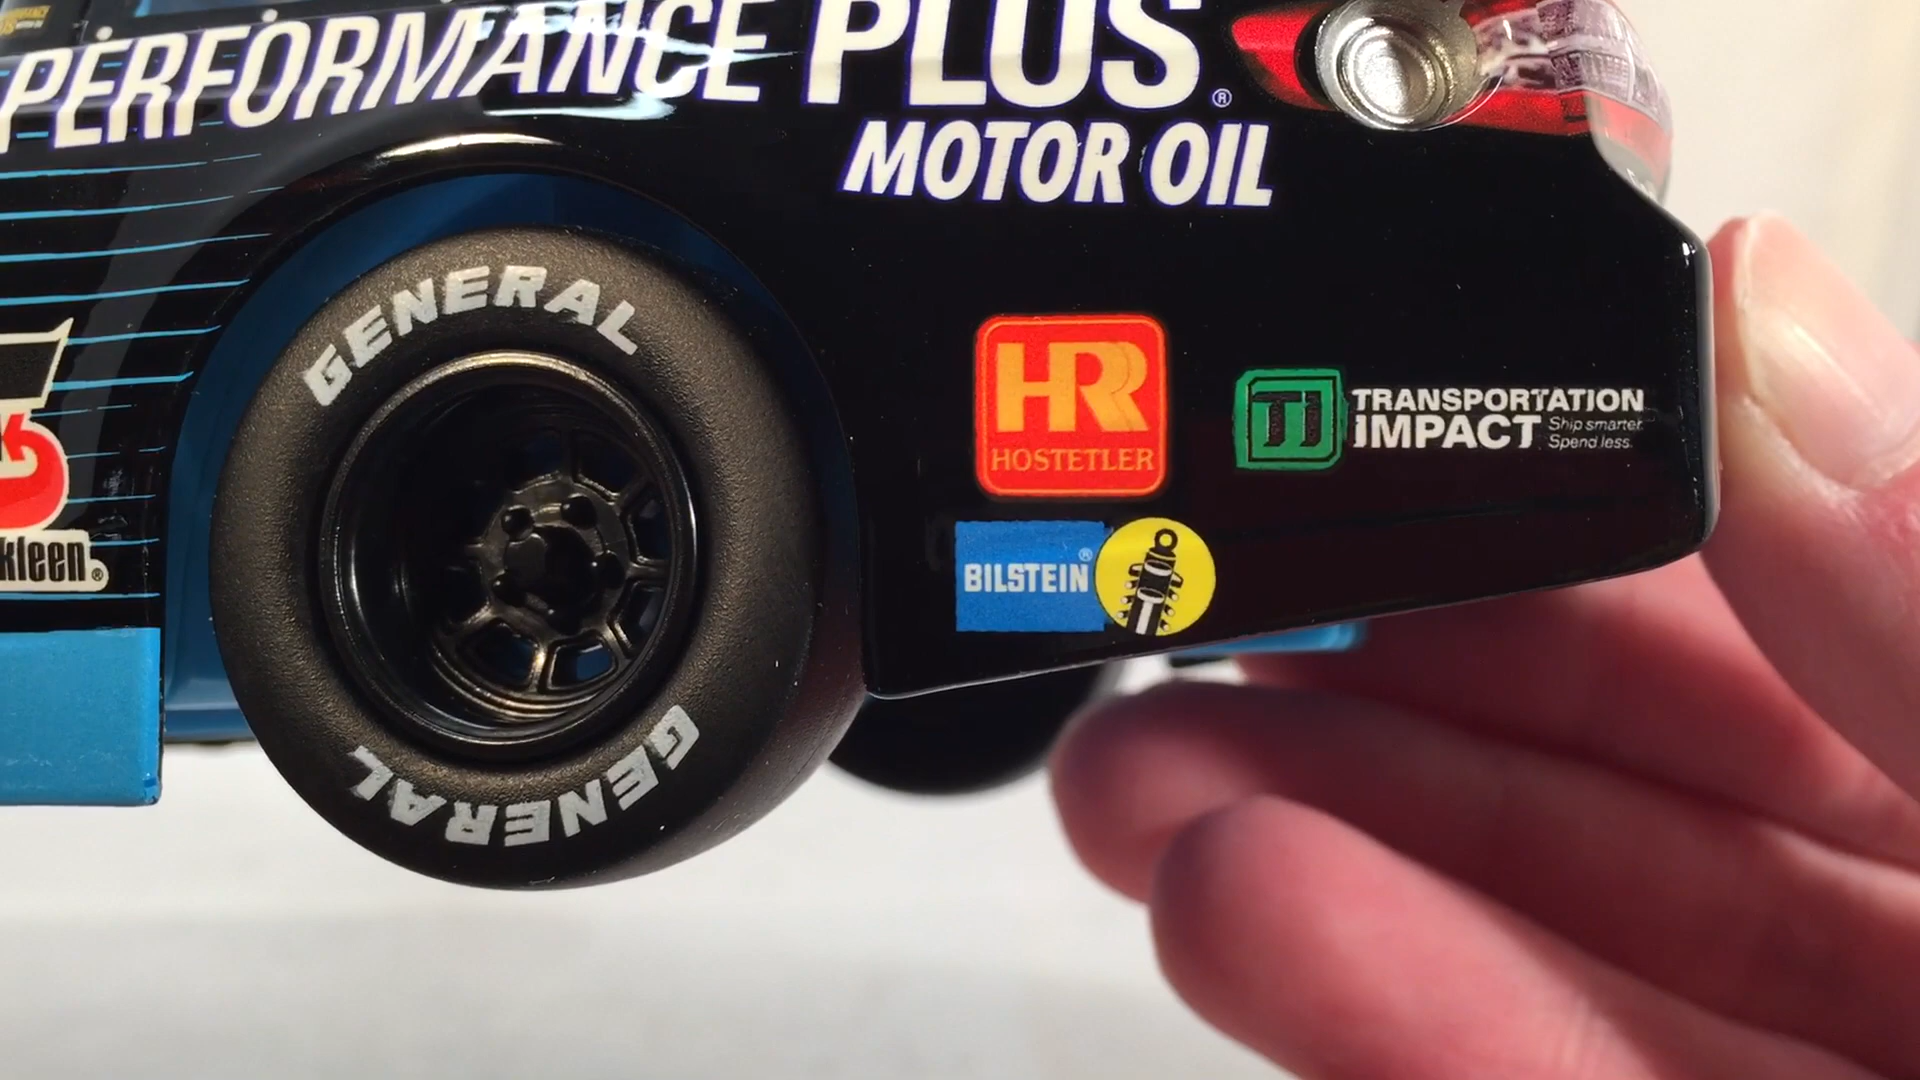 PERFORMANCE PLUS®
MOTOR OIL
GENERAL
HR
HOSTETLER
TI
TRANSPORTATION
IMPACT
Ship smarter.
Spend less.
BILSTEIN®
kleen®
GENERAL